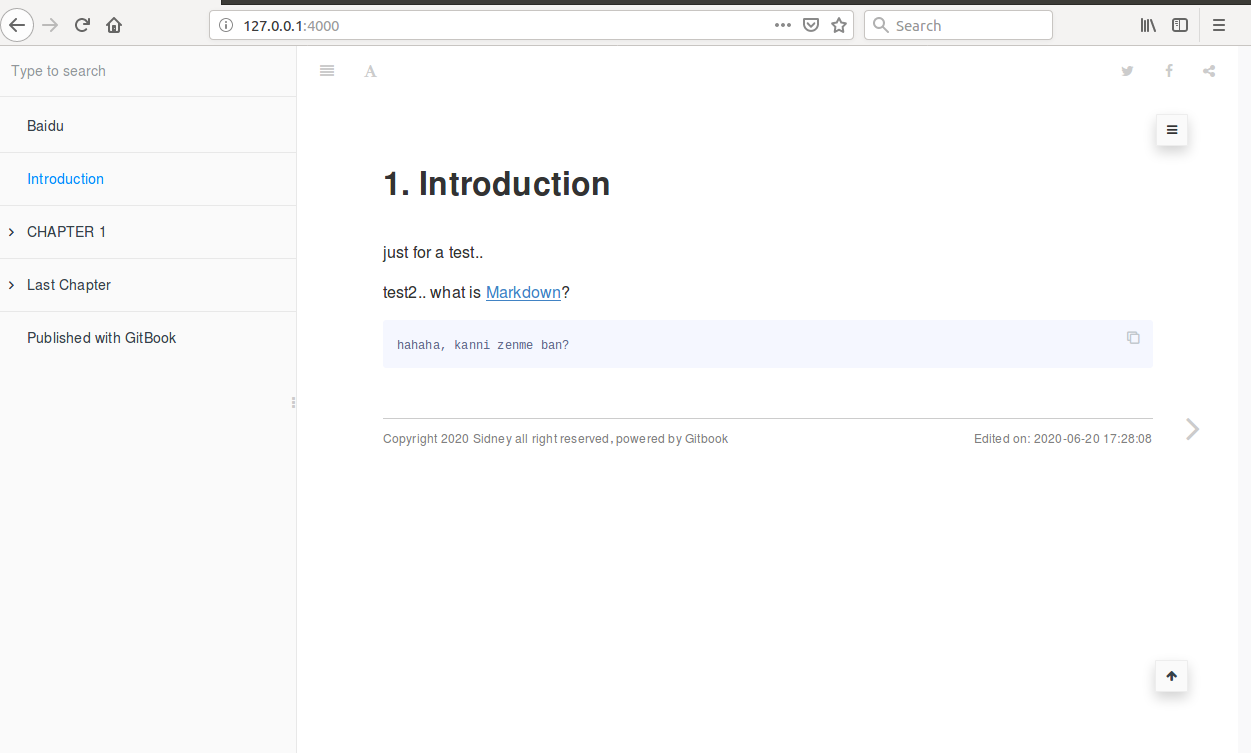 127.0.0.1:4000
Search
Type to search
A
Baidu
Introduction
CHAPTER 1
Last Chapter
Published with GitBook
1. Introduction
just for a test..
test2.. what is Markdown?
hahaha, kanni zenme ban?
Copyright 2020 Sidney all right reserved, powered by Gitbook
Edited on: 2020-06-20 17:28:08